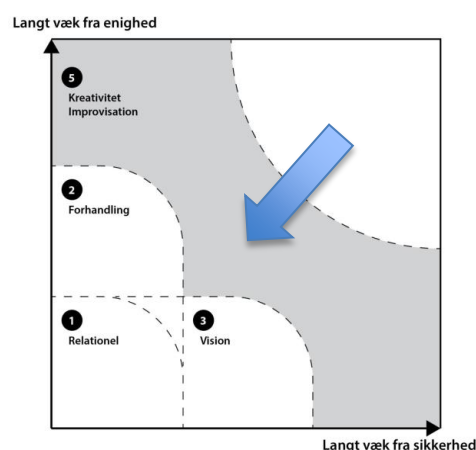 Langt væk fra enighed
5
Kreativitet
Improvisation
2
Forhandling
1
Relationel
3
Vision
Langt væk fra sikkerhed